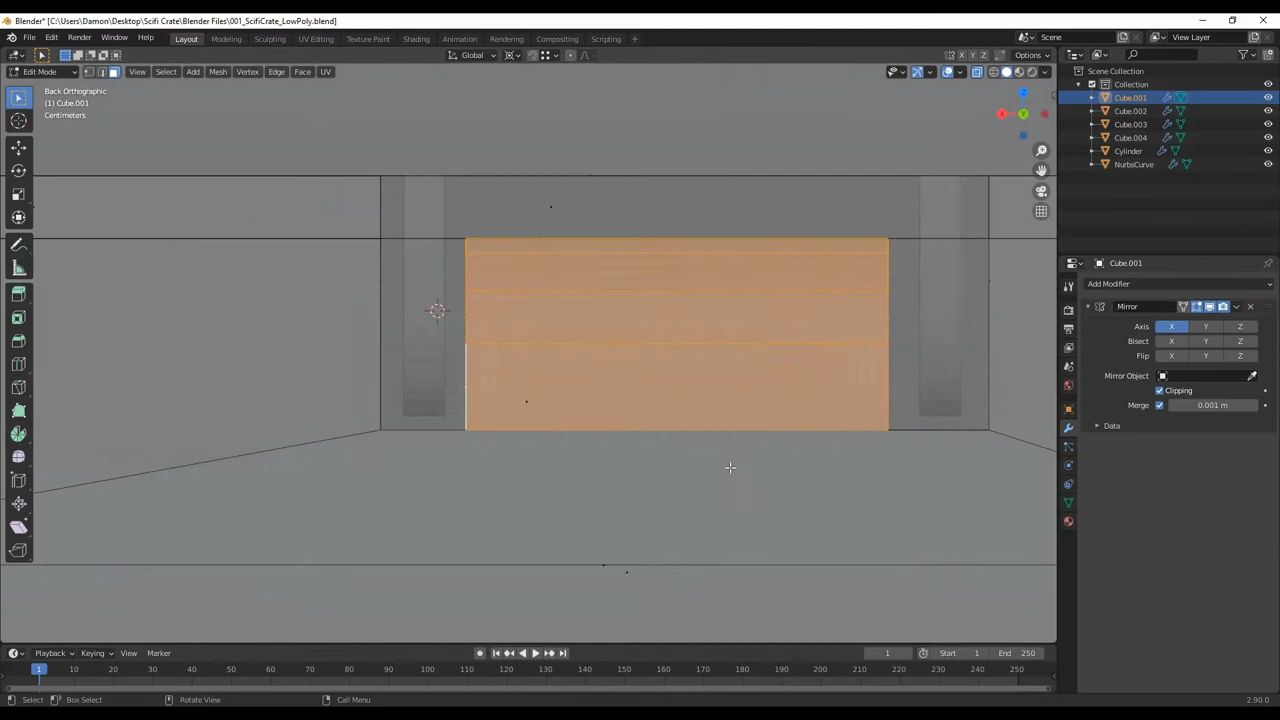 Blender* [C:\Users\Damon\Desktop\Scifi Crate\Blender Files\001_ScifiCrate_LowPoly.blend]
File Edit Render Window Help Layout Modeling Sculpting UV Editing Texture Paint Shading Animation Rendering Compositing Scripting + Scene View Layer
Global X Y Z Options
Edit Mode View Select Add Mesh Vertex Edge Face UV
Scene Collection
Back Orthographic
(1) Cube.001
Centimeters
Collection
Cube.001
Cube.002
Cube.003
Cube.004
Cylinder
NurbsCurve
Z
Y
Cube.001
Add Modifier
Mirror
Axis X Y Z
Bisect X Y Z
Flip X Y Z
Mirror Object
Clipping
Merge 0.001 m
Data
Playback Keying View Marker 1 Start 1 End 250
1 10 20 30 40 50 60 70 80 90 100 110 120 130 140 150 160 170 180 190 200 210 220 230 240 250
Select Box Select Rotate View Call Menu 2.90.0